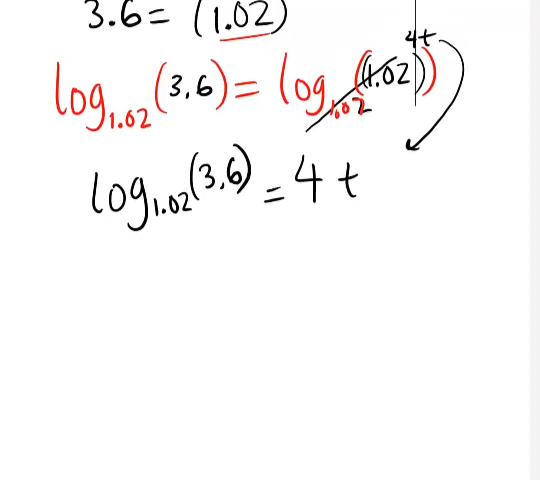 3.6 = (1.02)
log₁.₀₂(3.6) = log₁.₀₂((1.02)⁴ᵗ)
log₁.₀₂(3.6) = 4t